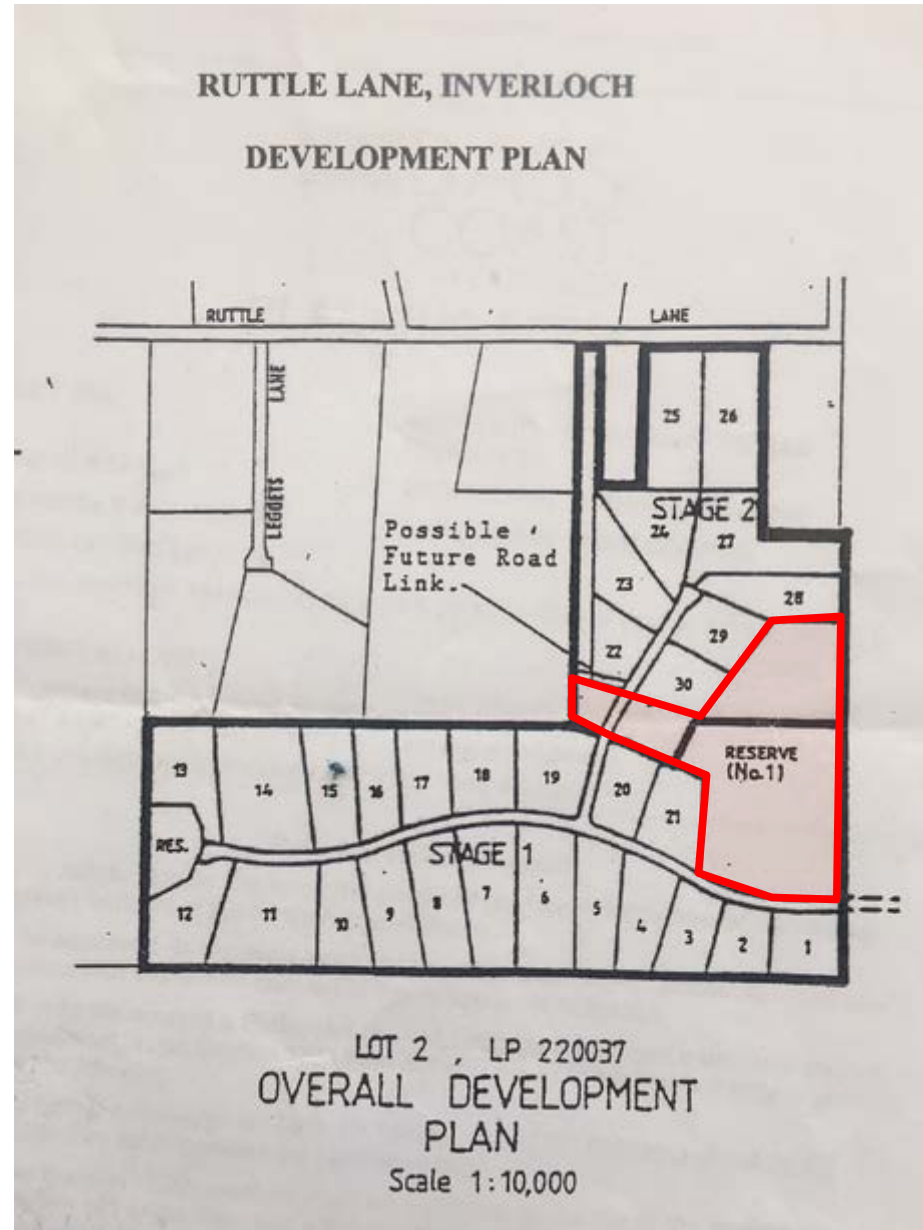 RUTTLE LANE, INVERLOCH
DEVELOPMENT PLAN
RUTTLE
LANE
LEGGETS LANE
25
26
STAGE 2
Possible
Future Road
Link.
24
27
23
28
29
22
30
RESERVE
(No.1)
13
14
15
16
17
18
19
20
21
RES.
STAGE 1
12
11
10
9
8
7
6
5
4
3
2
1
LOT 2 , LP 220037
OVERALL DEVELOPMENT
PLAN
Scale 1:10,000